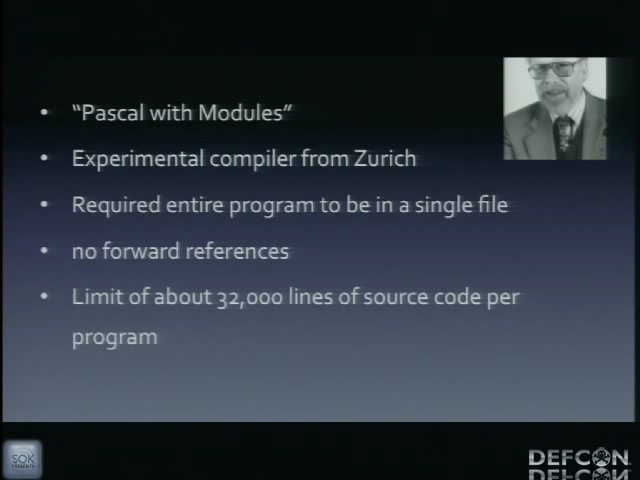 “Pascal with Modules”
Experimental compiler from Zurich
Required entire program to be in a single file
no forward references
Limit of about 32,000 lines of source code per
program
SOK
DEFCON